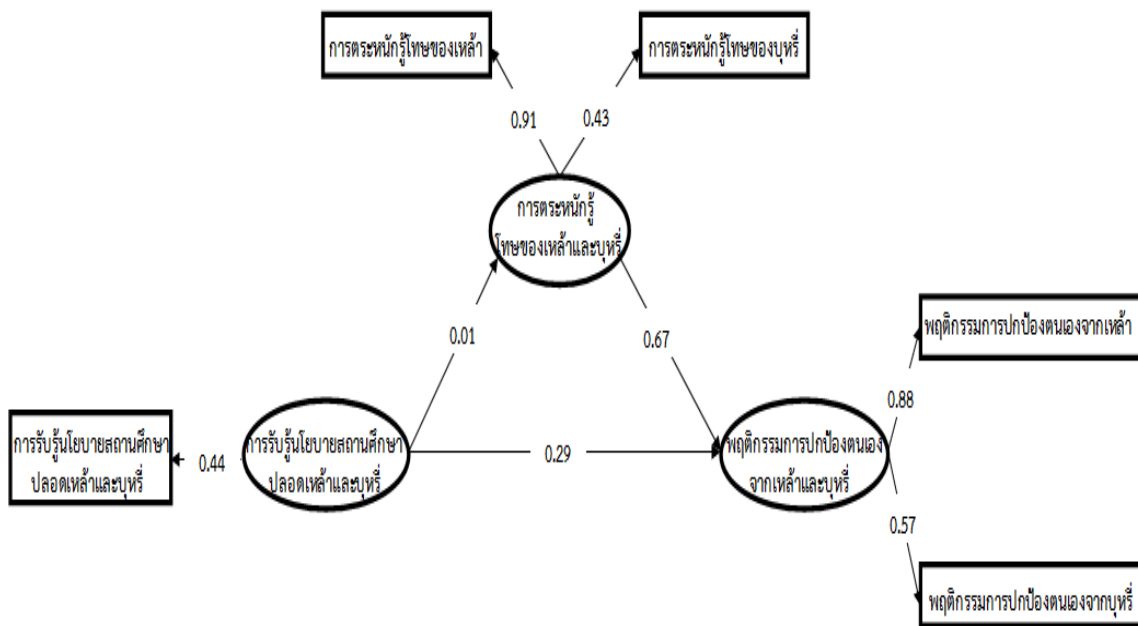 การตระหนักรู้โทษของเหล้า
การตระหนักรู้โทษของบุหรี่
0.91
0.43
การตระหนักรู้
โทษของเหล้าและบุหรี่
0.01
0.67
พฤติกรรมการปกป้องตนเองจากเหล้า
0.88
การรับรู้นโยบายสถานศึกษา
ปลอดเหล้าและบุหรี่
0.44
การรับรู้นโยบายสถานศึกษา
ปลอดเหล้าและบุหรี่
0.29
พฤติกรรมการปกป้องตนเอง
จากเหล้าและบุหรี่
0.57
พฤติกรรมการปกป้องตนเองจากบุหรี่